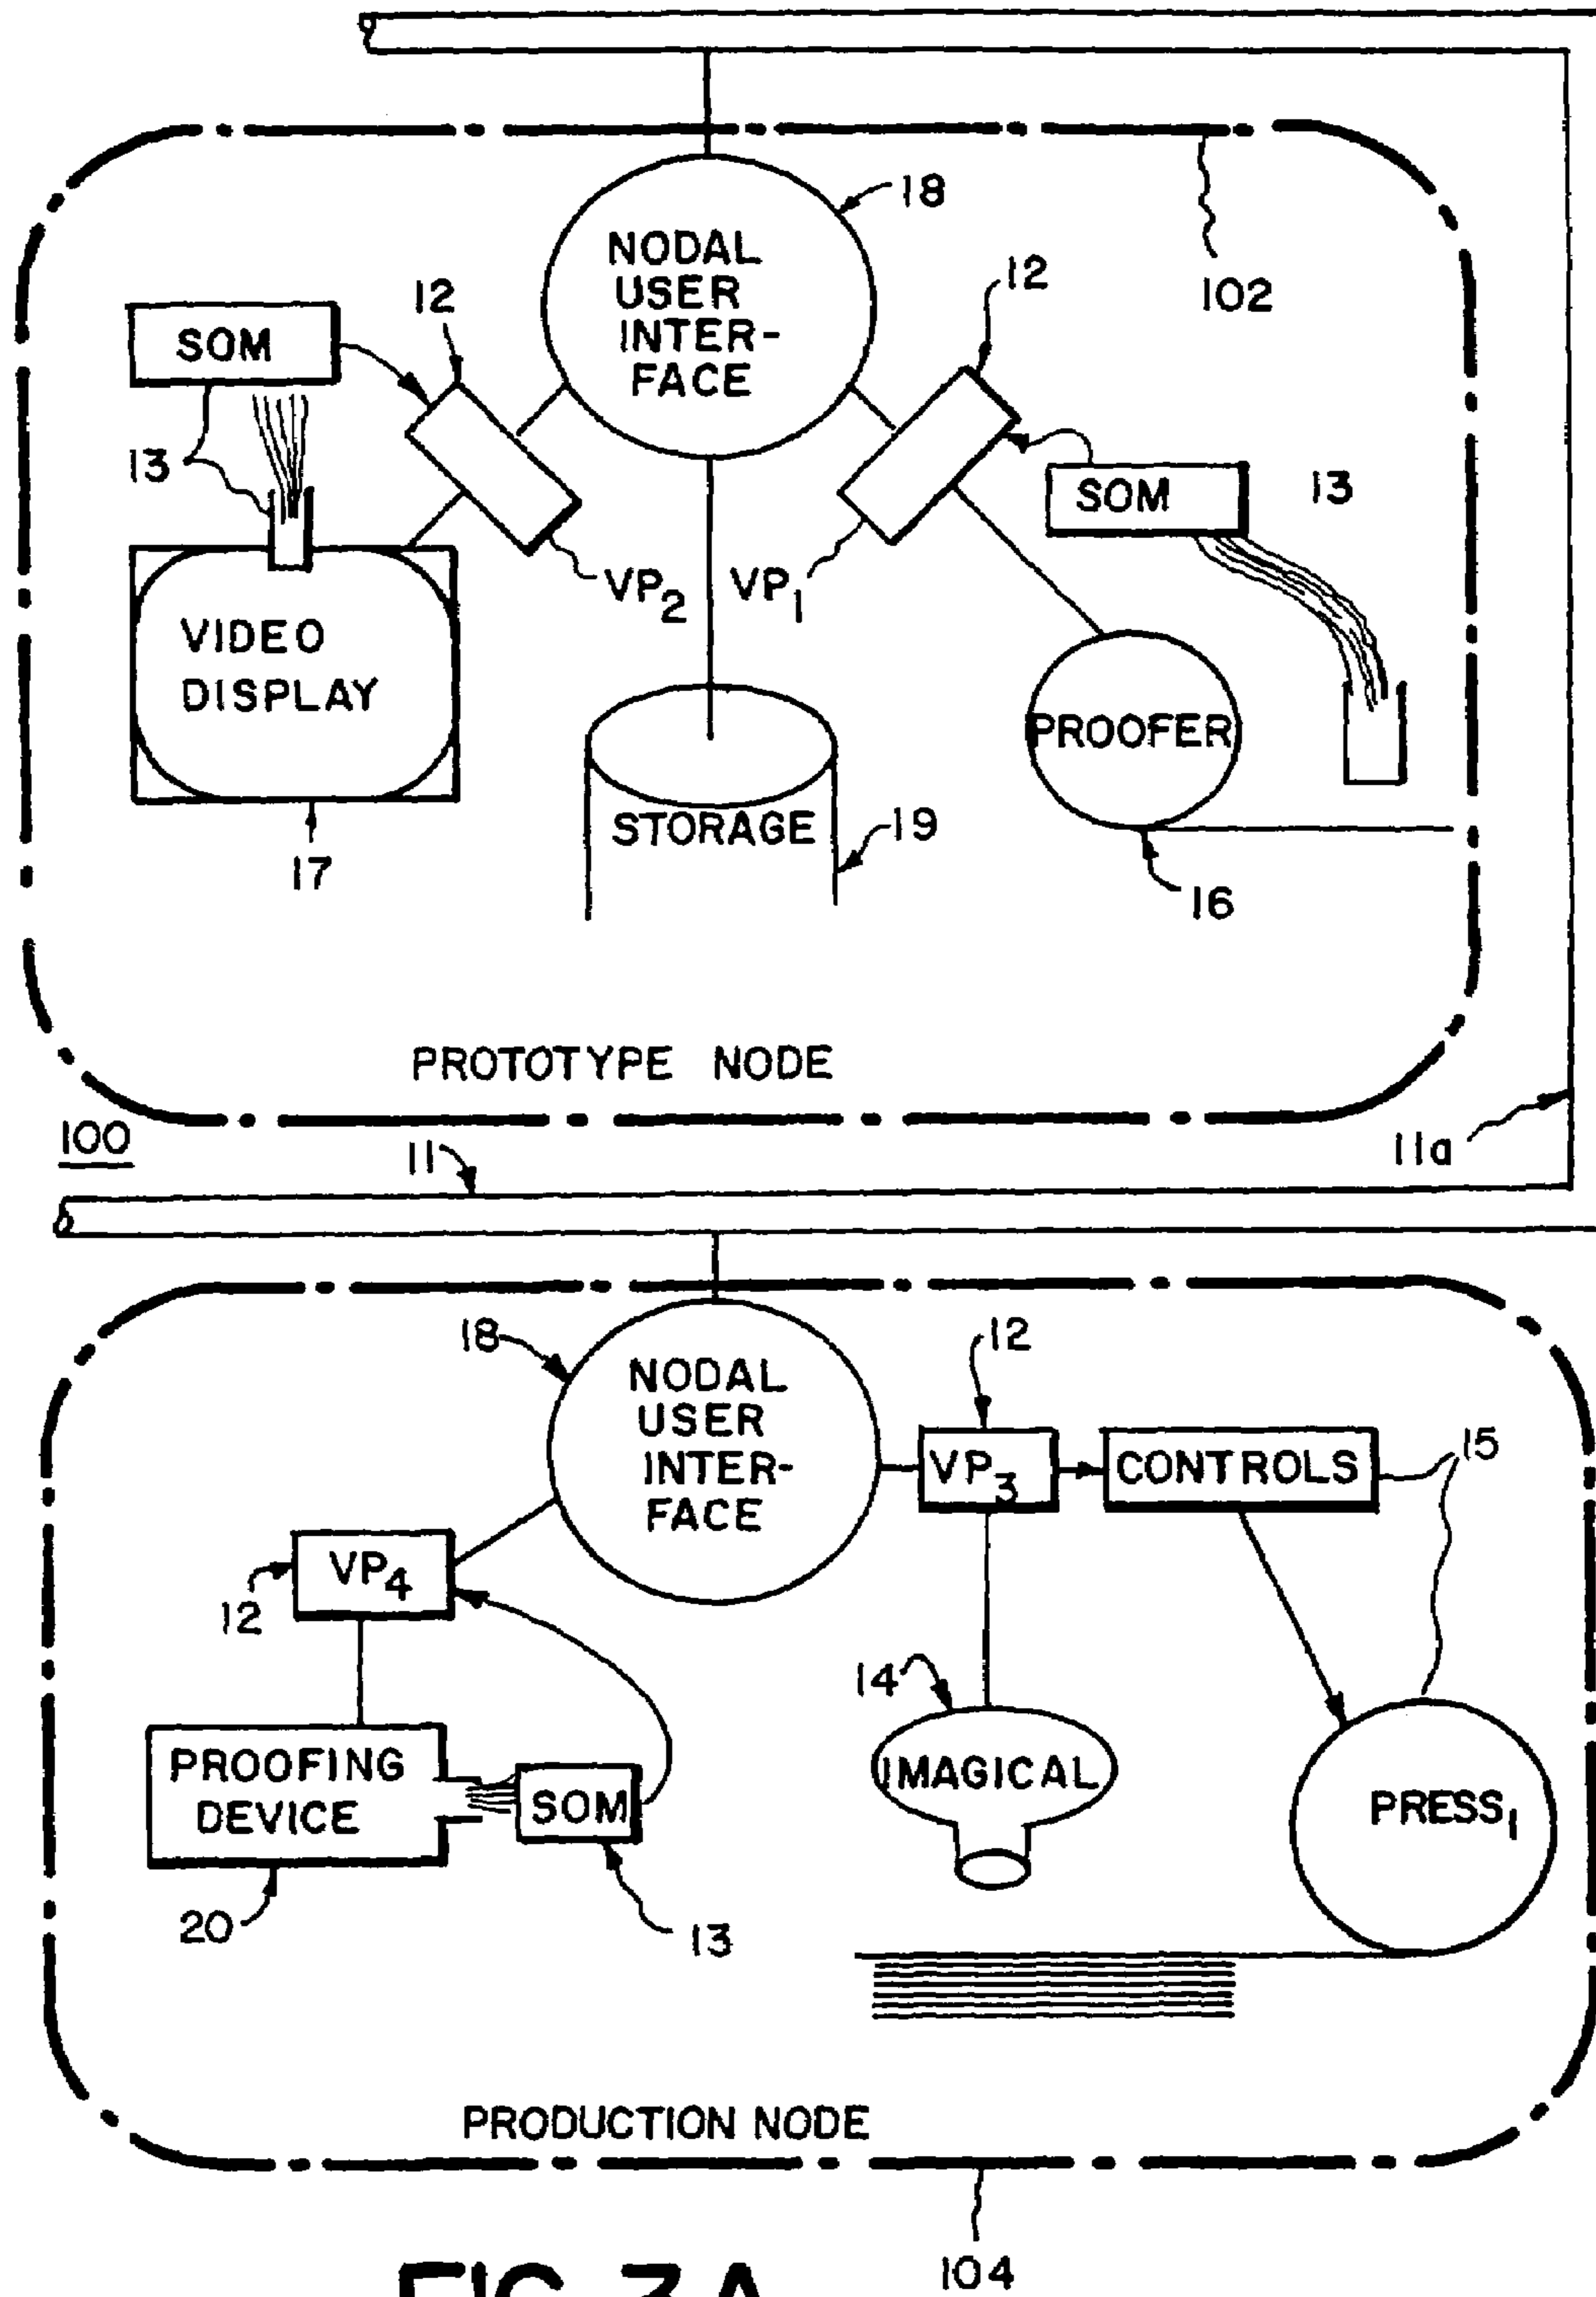 18
NODAL
USER
INTER-
FACE
102
12
12
SOM
13
SOM
13
VP2
VP1
VIDEO
DISPLAY
PROOFER
STORAGE
19
17
16
PROTOTYPE NODE
100
11
11a
18
NODAL
USER
INTER-
FACE
12
VP3
CONTROLS
15
VP4
12
14
IMAGICAL
PROOFING
DEVICE
SOM
PRESS1
20
13
PRODUCTION NODE
104
FIG. 3A